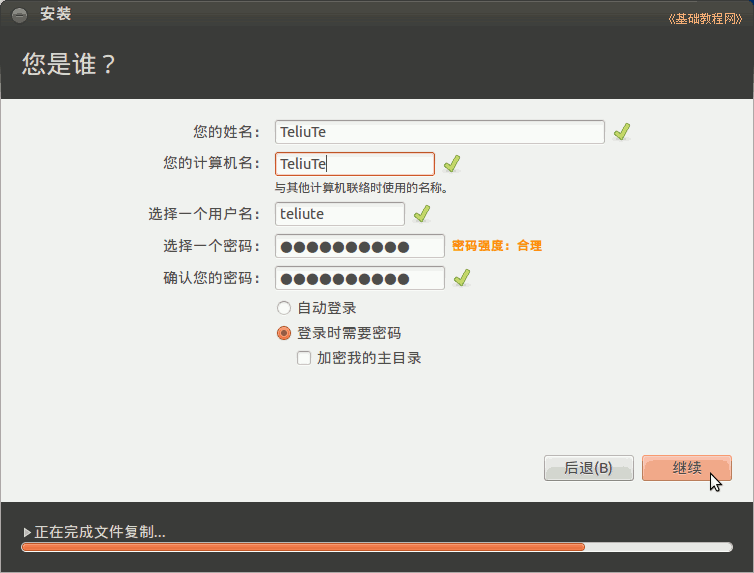 安装
《基础教程网》
您是谁？
您的姓名： TeliuTe
您的计算机名： TeliuTe
与其他计算机联络时使用的名称。
选择一个用户名： teliute
选择一个密码： ●●●●●●●●●● 密码强度：合理
确认您的密码： ●●●●●●●●●●
自动登录
登录时需要密码
加密我的主目录
后退(B) 继续
正在完成文件复制...